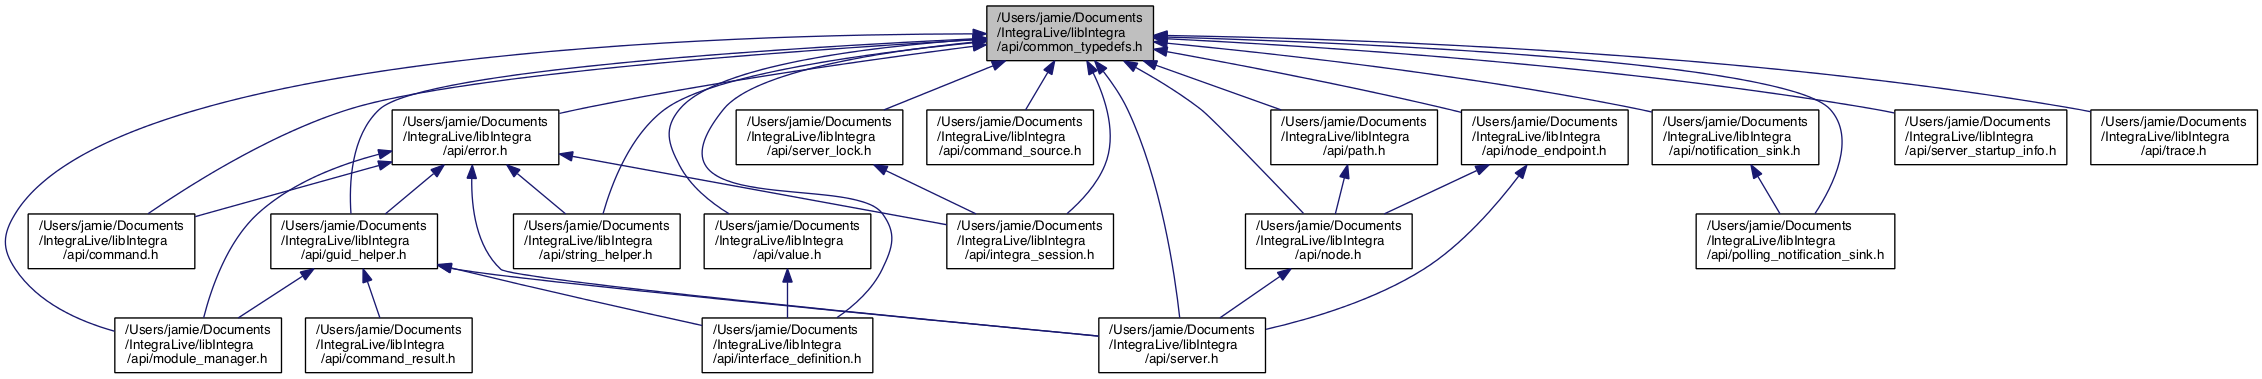 /Users/jamie/Documents
/IntegraLive/libIntegra
/api/common_typedefs.h
/Users/jamie/Documents
/IntegraLive/libIntegra
/api/error.h
/Users/jamie/Documents
/IntegraLive/libIntegra
/api/server_lock.h
/Users/jamie/Documents
/IntegraLive/libIntegra
/api/command_source.h
/Users/jamie/Documents
/IntegraLive/libIntegra
/api/path.h
/Users/jamie/Documents
/IntegraLive/libIntegra
/api/node_endpoint.h
/Users/jamie/Documents
/IntegraLive/libIntegra
/api/notification_sink.h
/Users/jamie/Documents
/IntegraLive/libIntegra
/api/server_startup_info.h
/Users/jamie/Documents
/IntegraLive/libIntegra
/api/trace.h
/Users/jamie/Documents
/IntegraLive/libIntegra
/api/command.h
/Users/jamie/Documents
/IntegraLive/libIntegra
/api/guid_helper.h
/Users/jamie/Documents
/IntegraLive/libIntegra
/api/string_helper.h
/Users/jamie/Documents
/IntegraLive/libIntegra
/api/value.h
/Users/jamie/Documents
/IntegraLive/libIntegra
/api/integra_session.h
/Users/jamie/Documents
/IntegraLive/libIntegra
/api/node.h
/Users/jamie/Documents
/IntegraLive/libIntegra
/api/polling_notification_sink.h
/Users/jamie/Documents
/IntegraLive/libIntegra
/api/module_manager.h
/Users/jamie/Documents
/IntegraLive/libIntegra
/api/command_result.h
/Users/jamie/Documents
/IntegraLive/libIntegra
/api/interface_definition.h
/Users/jamie/Documents
/IntegraLive/libIntegra
/api/server.h